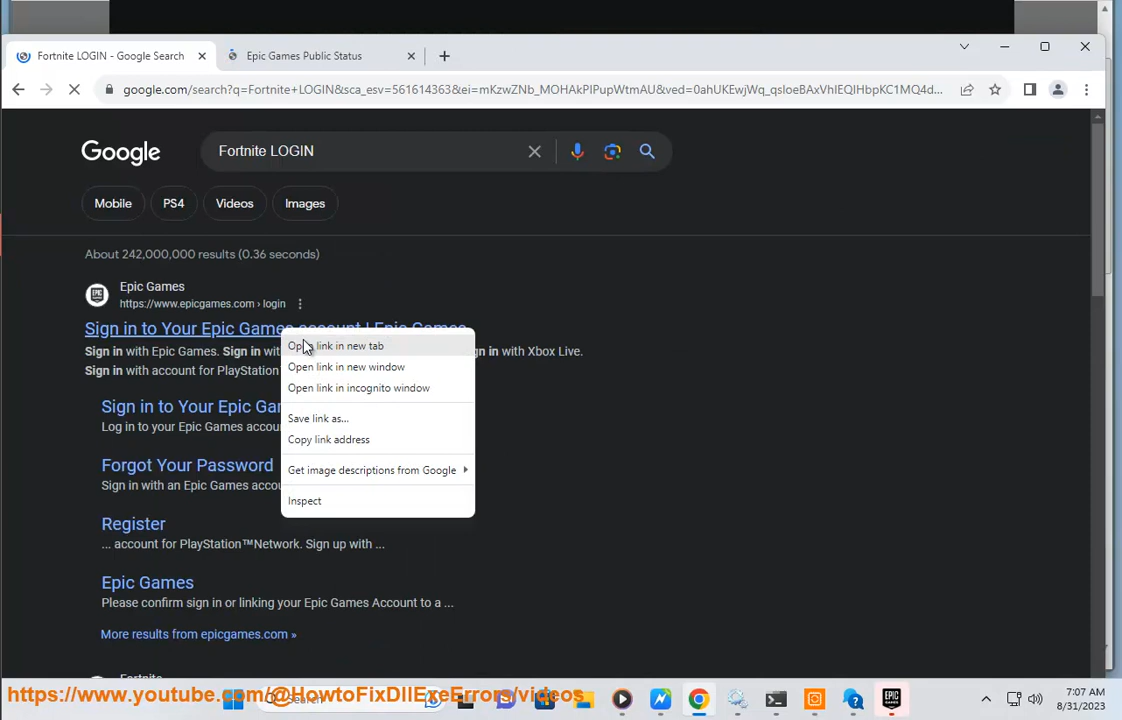 Fortnite LOGIN - Google Search
Epic Games Public Status
google.com/search?q=Fortnite+LOGIN&sca_esv=561614363&ei=mKzwZNb_MOHAkPIPupWtmAU&ved=0ahUKEwjWq_qsloeBAxVhIEQIHbpKC1MQ4d...
Google
Fortnite LOGIN
Mobile
PS4
Videos
Images
About 242,000,000 results (0.36 seconds)
Epic Games
https://www.epicgames.com › login
Sign in to Your Epic Games account | Epic Games
Sign in with Epic Games. Sign in wit
n in with Xbox Live.
Sign in with account for PlayStation
Open link in new tab
Open link in new window
Open link in incognito window
Save link as...
Copy link address
Get image descriptions from Google
Inspect
Sign in to Your Epic Gar
Log in to your Epic Games accou
Forgot Your Password
Sign in with an Epic Games accou
Register
... account for PlayStation™Network. Sign up with ...
Epic Games
Please confirm sign in or linking your Epic Games Account to a ...
More results from epicgames.com »
https://www.youtube.com/@HowtoFixDllExeErrors/videos
Search
EPIC GAMES
7:07 AM
8/31/2023